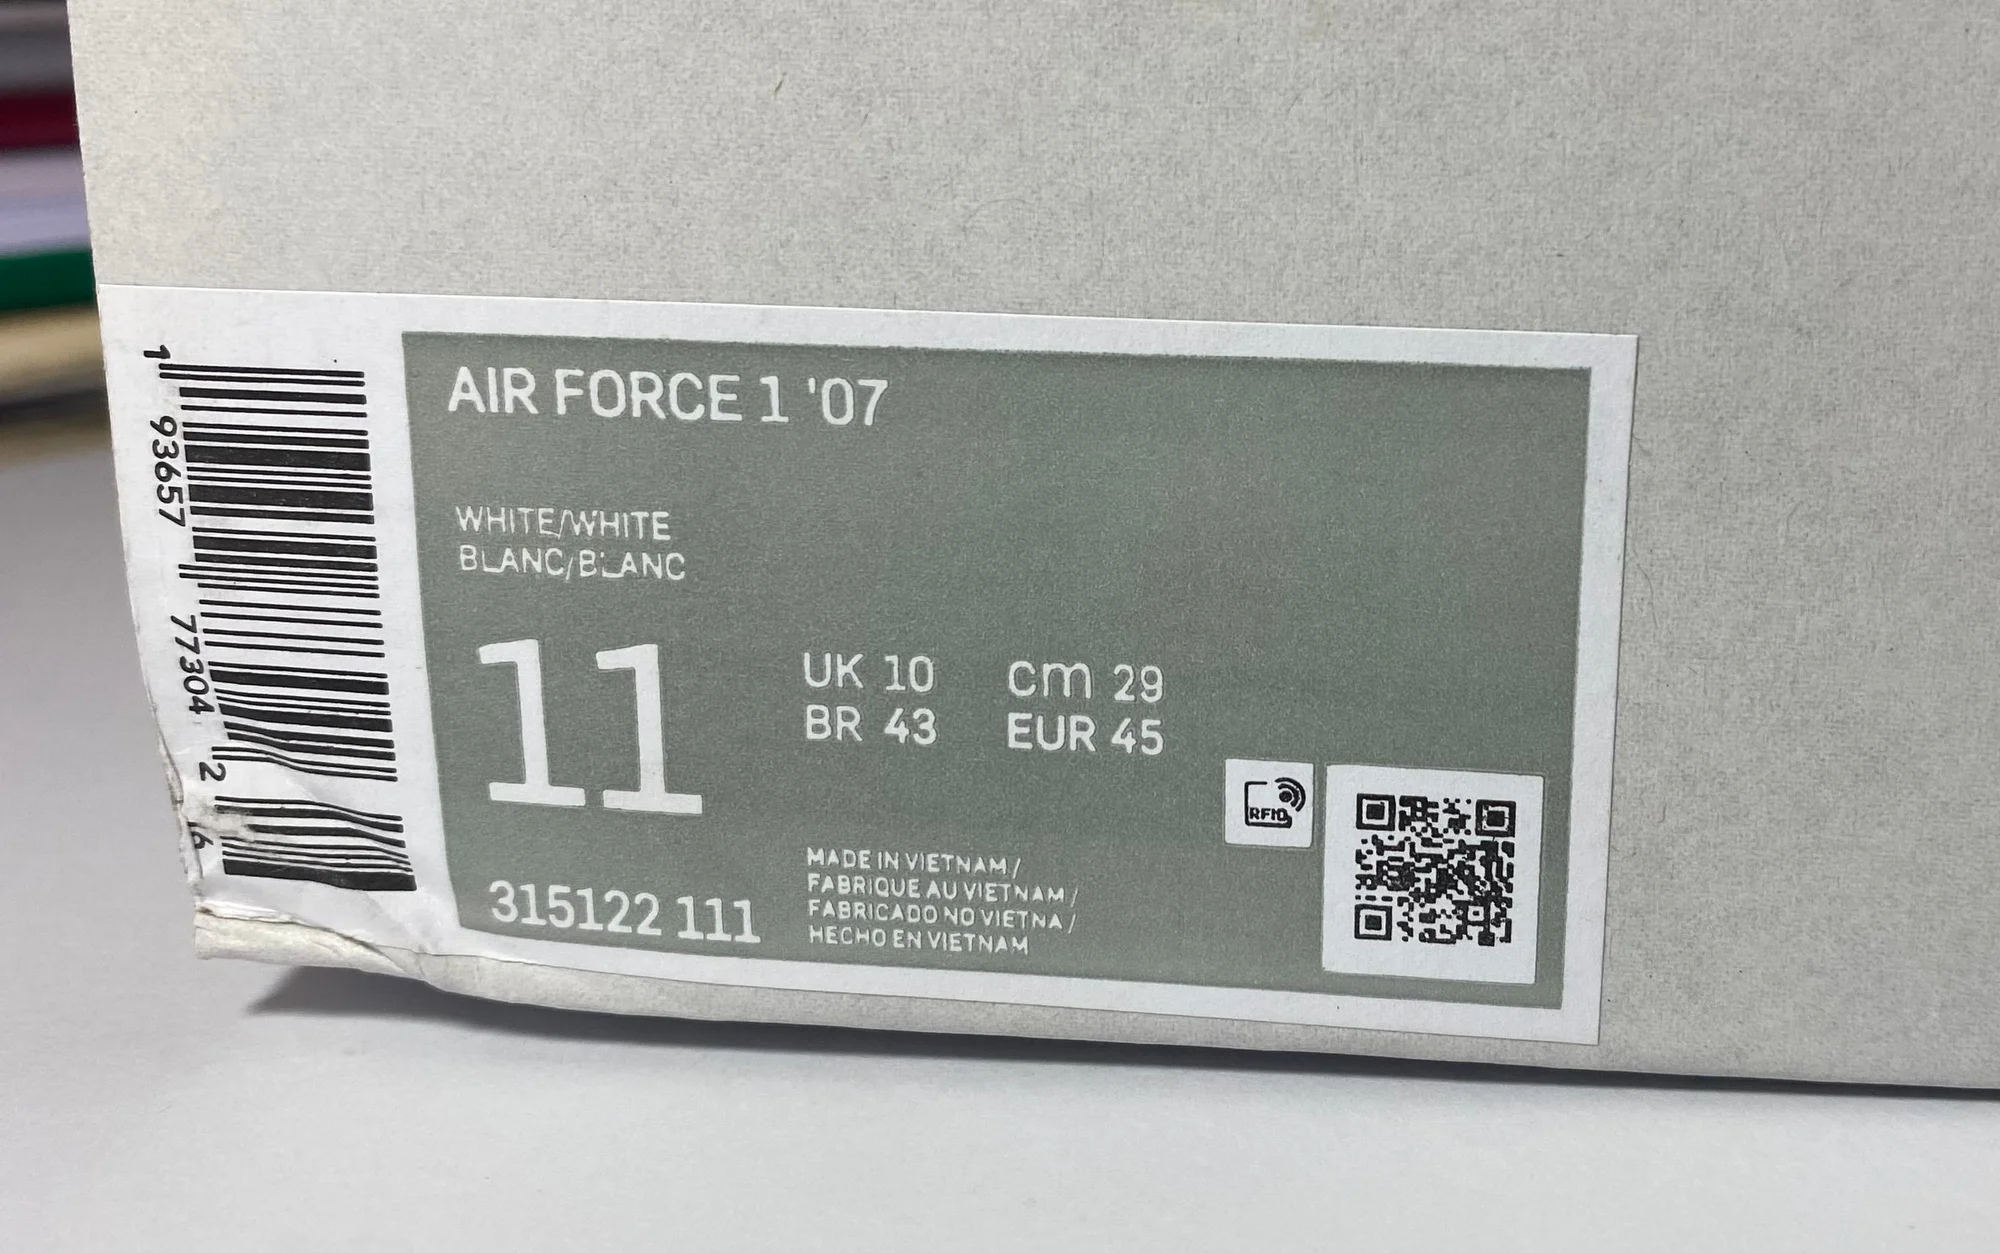 AIR FORCE 1 '07
WHITE/WHITE
BLANC/BLANC
11
UK 10 cm 29
BR 43 EUR 45
315122 111
MADE IN VIETNAM/
FABRIQUE AU VIETNAM/
FABRICADO NO VIETNA/
HECHO EN VIETNAM
RFID
1 93657 77304 2
6